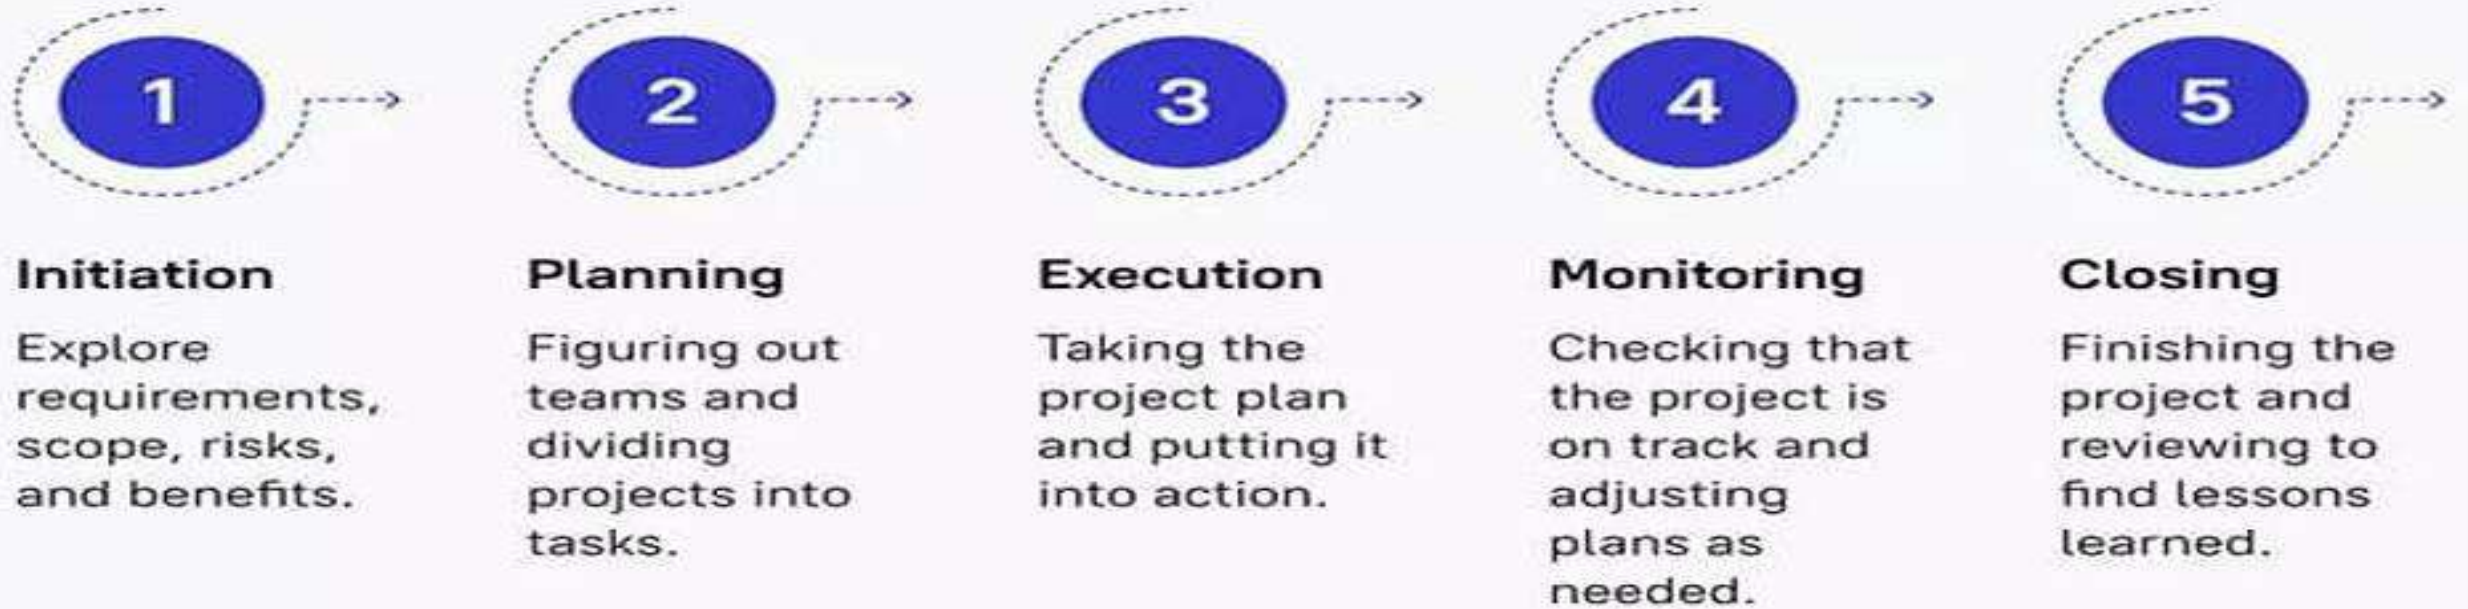 1
2
3
4
5
Initiation
Explore
requirements,
scope, risks,
and benefits.
Planning
Figuring out
teams and
dividing
projects into
tasks.
Execution
Taking the
project plan
and putting it
into action.
Monitoring
Checking that
the project is
on track and
adjusting
plans as
needed.
Closing
Finishing the
project and
reviewing to
find lessons
learned.